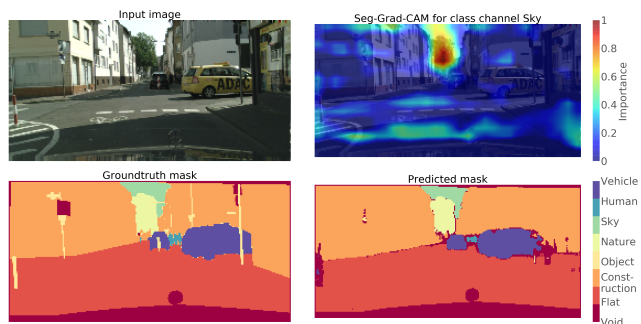 Input image
Seg-Grad-CAM for class channel Sky
ADAC
1
0.8
0.6
0.4
0.2
0
Importance
Groundtruth mask
Predicted mask
Vehicle
Human
Sky
Nature
Object
Const-
ruction
Flat
Void